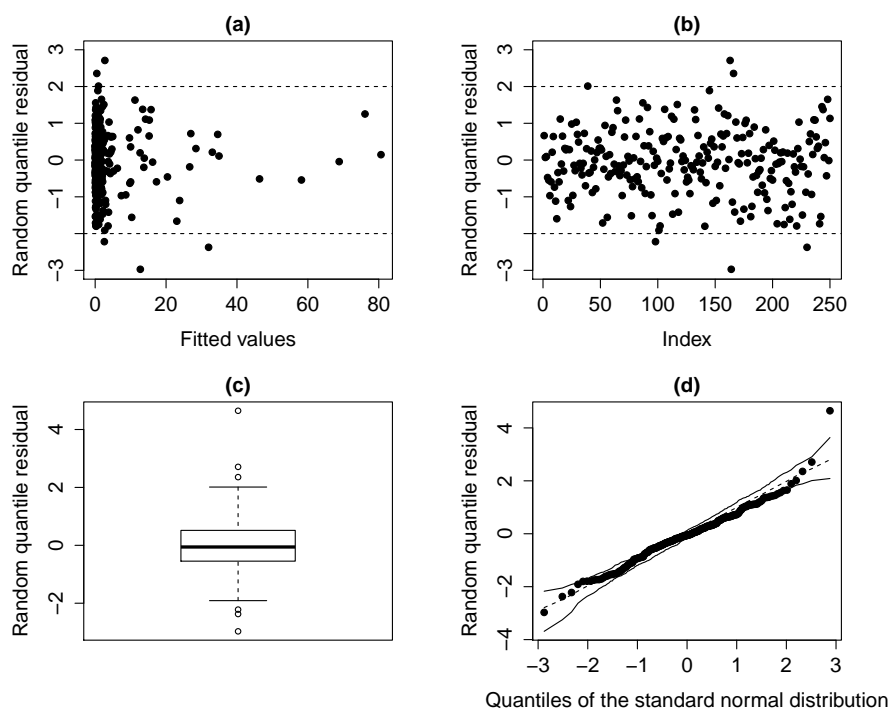 (a)
Random quantile residual
3
2
1
0
−1
−3
0 20 40 60 80
Fitted values
(b)
Random quantile residual
3
2
1
0
−1
−3
0 50 100 150 200 250
Index
(c)
Random quantile residual
4
2
0
−2
(d)
Random quantile residual
4
2
0
−2
−4
−3 −2 −1 0 1 2 3
Quantiles of the standard normal distribution